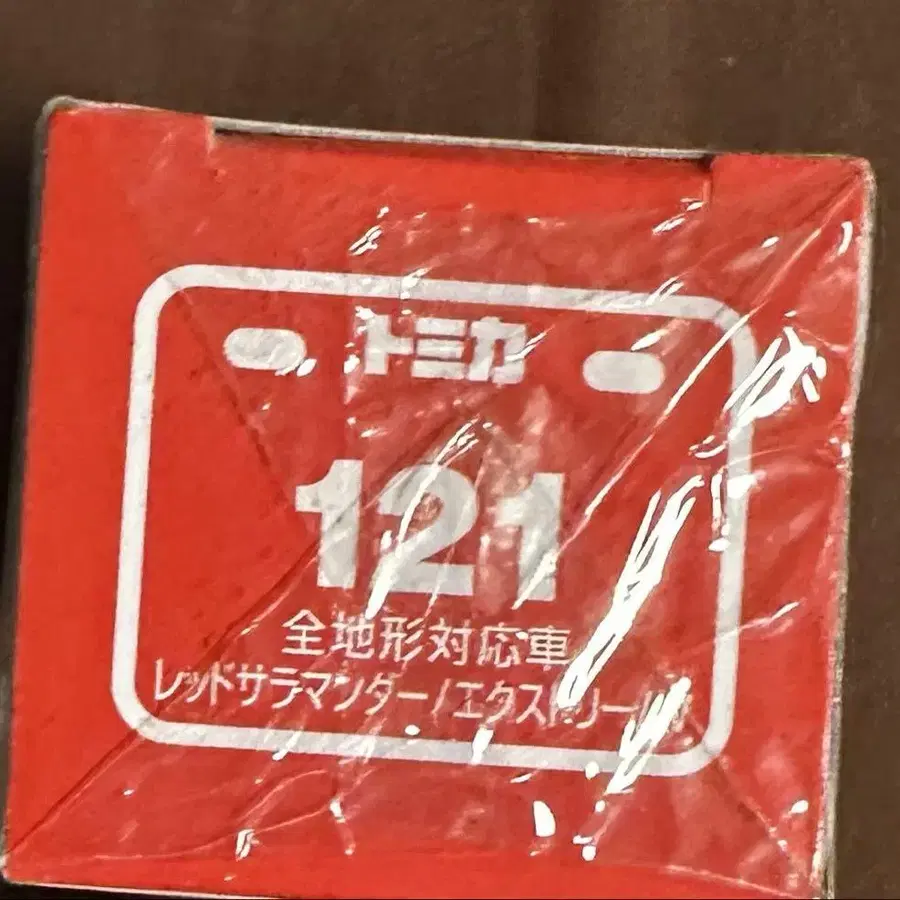 トミカ
121
全地形対応車
レッドサラマンダー/エクストリーム